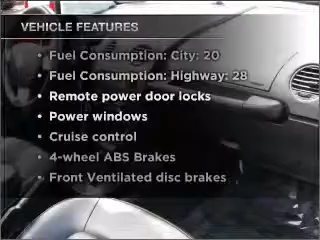 VEHICLE FEATURES
• Fuel Consumption: City: 20
• Fuel Consumption: Highway: 28
• Remote power door locks
• Power windows
• Cruise control
• 4-wheel ABS Brakes
• Front Ventilated disc brakes